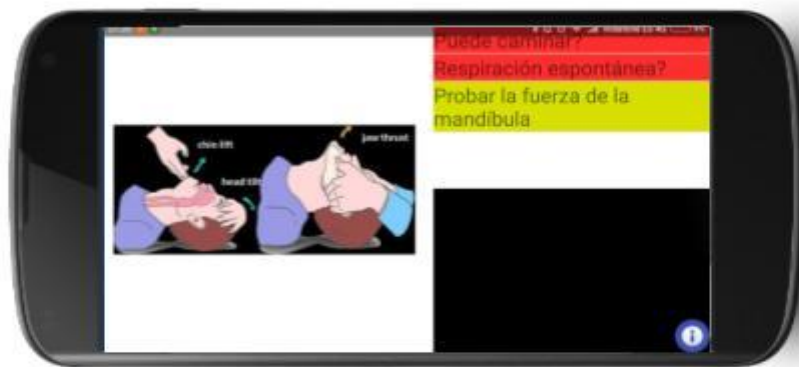 Puede caminar?
Respiración espontánea?
Probar la fuerza de la
mandíbula
chin lift
head tilt
jaw thrust